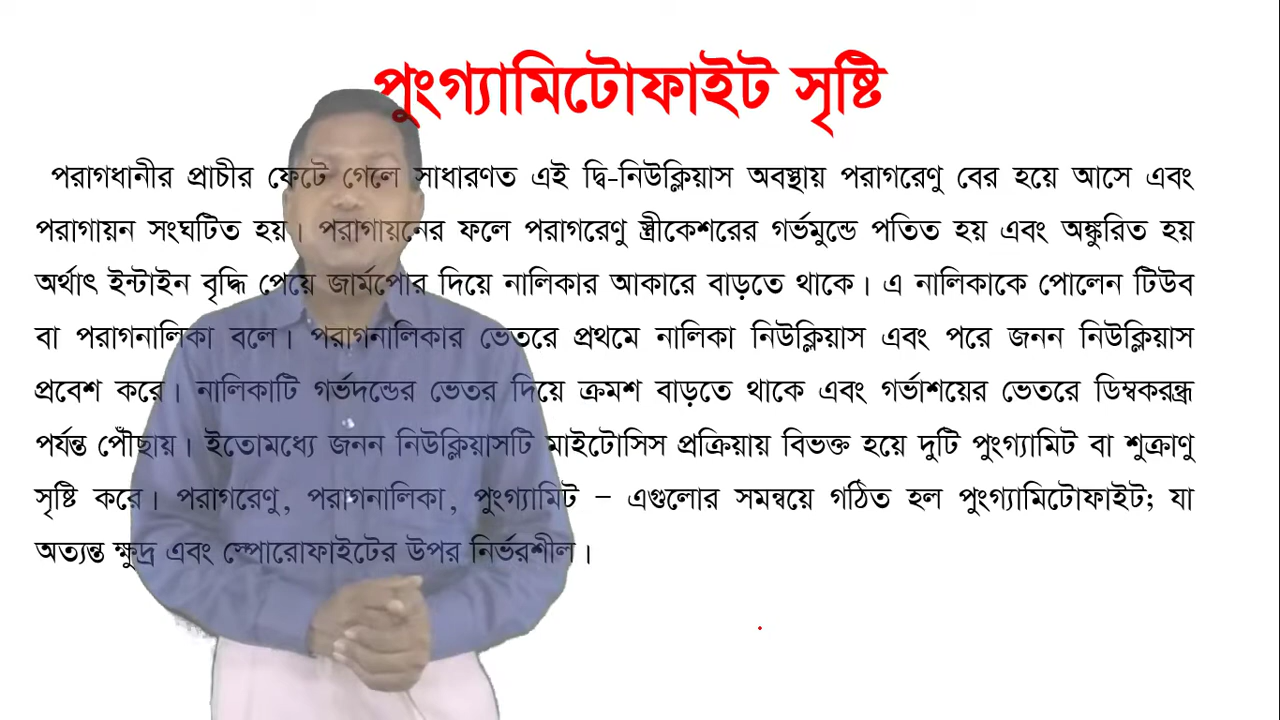 পুংগ্যামিটোফাইট সৃষ্টি
পরাগধানীর প্রাচীর ফেটে গেলে সাধারণত এই দ্বি-নিউক্লিয়াস অবস্থায় পরাগরেণু বের হয়ে আসে এবং
পরাগায়ন সংঘটিত হয়। পরাগায়নের ফলে পরাগরেণু স্ত্রীকেশরের গর্ভমুন্ডে পতিত হয় এবং অঙ্কুরিত হয়
অর্থাৎ ইন্টাইন বৃদ্ধি পেয়ে জার্মপোর দিয়ে নালিকার আকারে বাড়তে থাকে। এ নালিকাকে পোলেন টিউব
বা পরাগনালিকা বলে। পরাগনালিকার ভেতরে প্রথমে নালিকা নিউক্লিয়াস এবং পরে জনন নিউক্লিয়াস
প্রবেশ করে। নালিকাটি গর্ভদন্ডের ভেতর দিয়ে ক্রমশ বাড়তে থাকে এবং গর্ভাশয়ের ভেতরে ডিম্বকরন্ধ্র
পর্যন্ত পৌঁছায়। ইতোমধ্যে জনন নিউক্লিয়াসটি মাইটোসিস প্রক্রিয়ায় বিভক্ত হয়ে দুটি পুংগ্যামিট বা শুক্রাণু
সৃষ্টি করে। পরাগরেণু, পরাগনালিকা, পুংগ্যামিট – এগুলোর সমন্বয়ে গঠিত হল পুংগ্যামিটোফাইট; যা
অত্যন্ত ক্ষুদ্র এবং স্পোরোফাইটের উপর নির্ভরশীল।